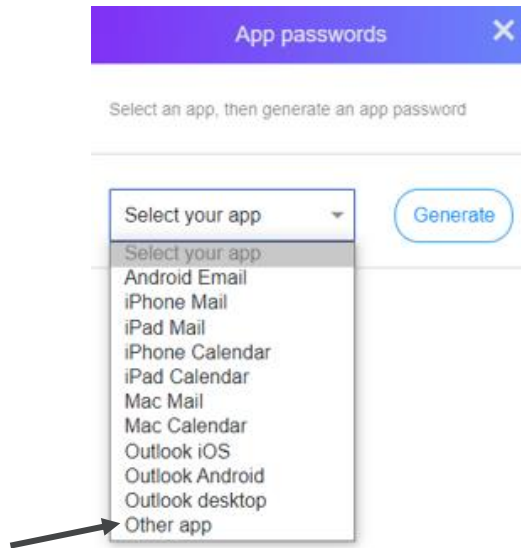 App passwords
Select an app, then generate an app password
Select your app
Generate
Select your app
Android Email
iPhone Mail
iPad Mail
iPhone Calendar
iPad Calendar
Mac Mail
Mac Calendar
Outlook iOS
Outlook Android
Outlook desktop
Other app